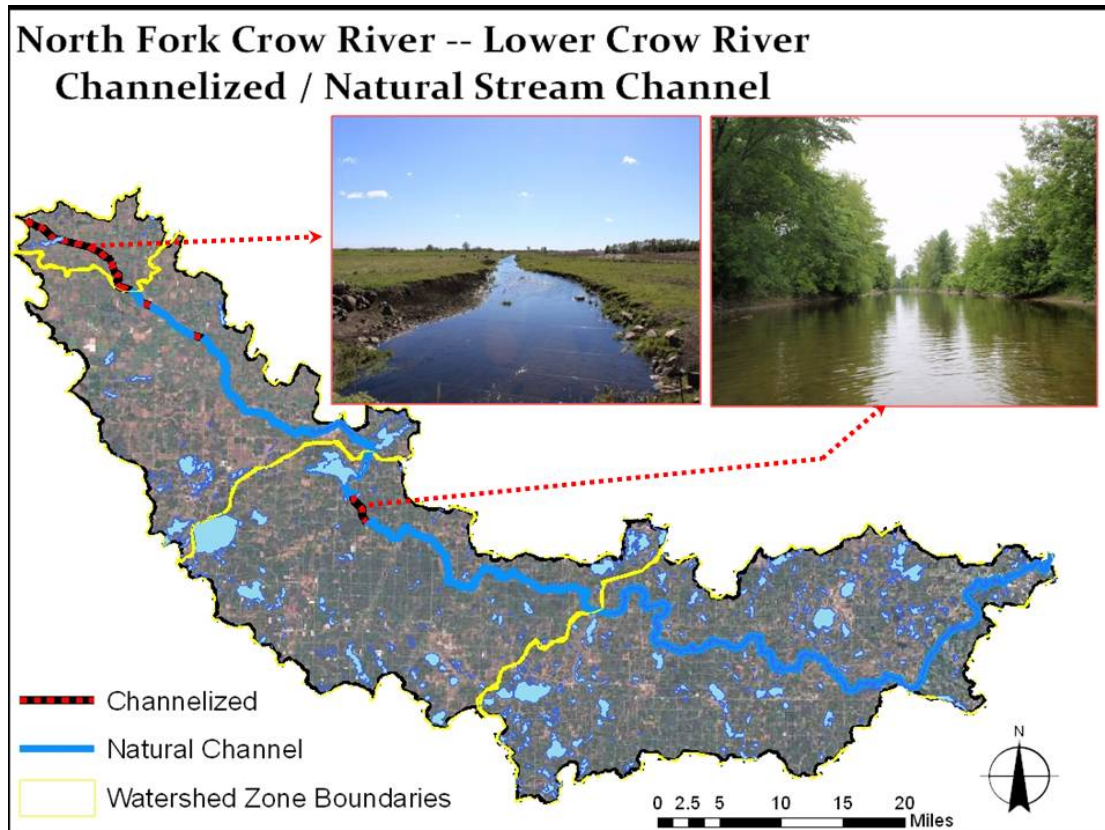 North Fork Crow River -- Lower Crow River
Channelized / Natural Stream Channel
Channelized
Natural Channel
Watershed Zone Boundaries
N
0 2.5 5 10 15 20
Miles